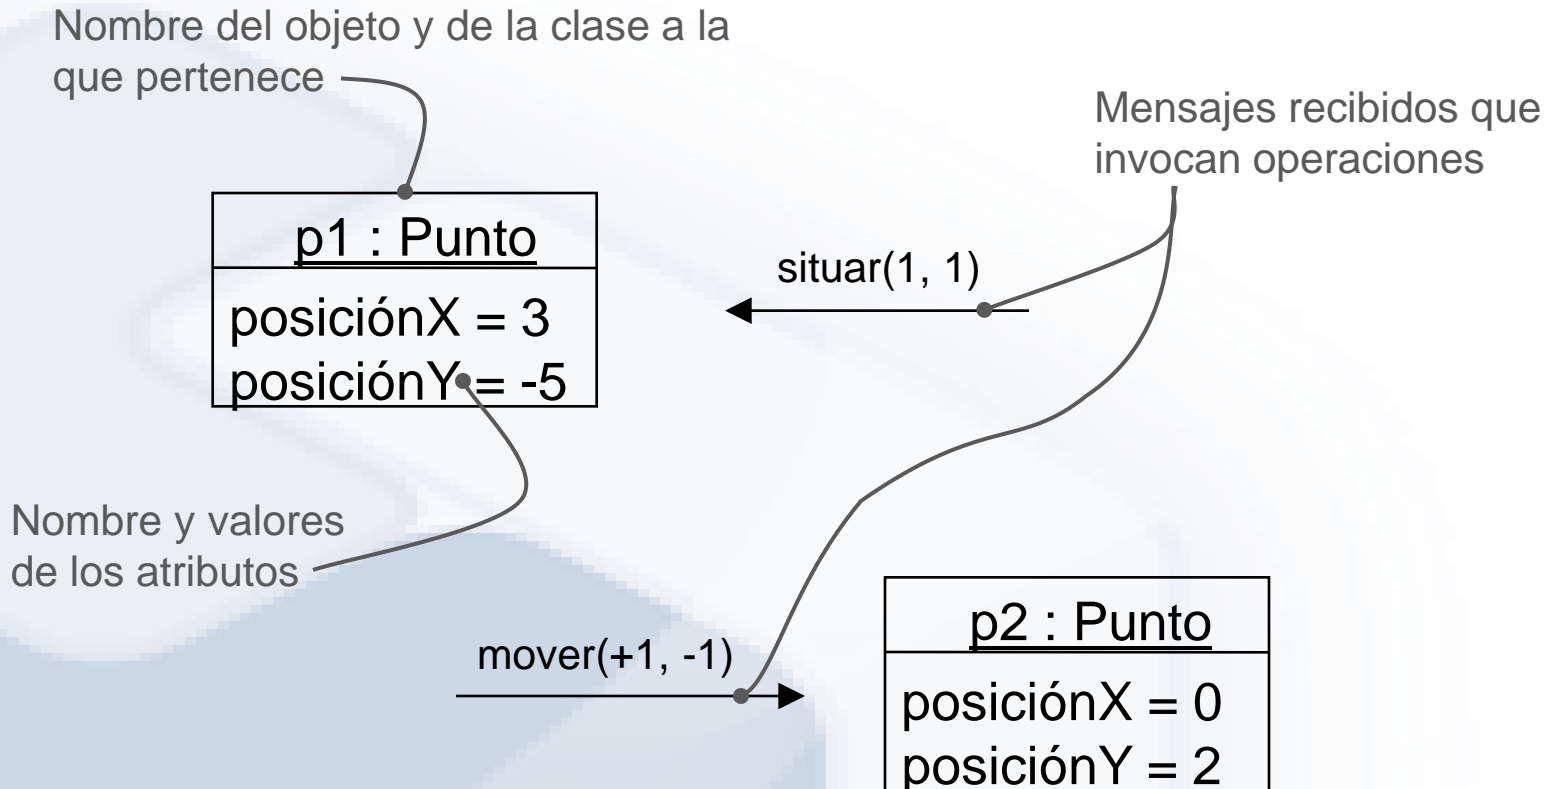 Nombre del objeto y de la clase a la
que pertenece
Mensajes recibidos que
invocan operaciones
p1 : Punto
posiciónX = 3
posiciónY = -5
situar(1, 1)
Nombre y valores
de los atributos
mover(+1, -1)
p2 : Punto
posiciónX = 0
posiciónY = 2